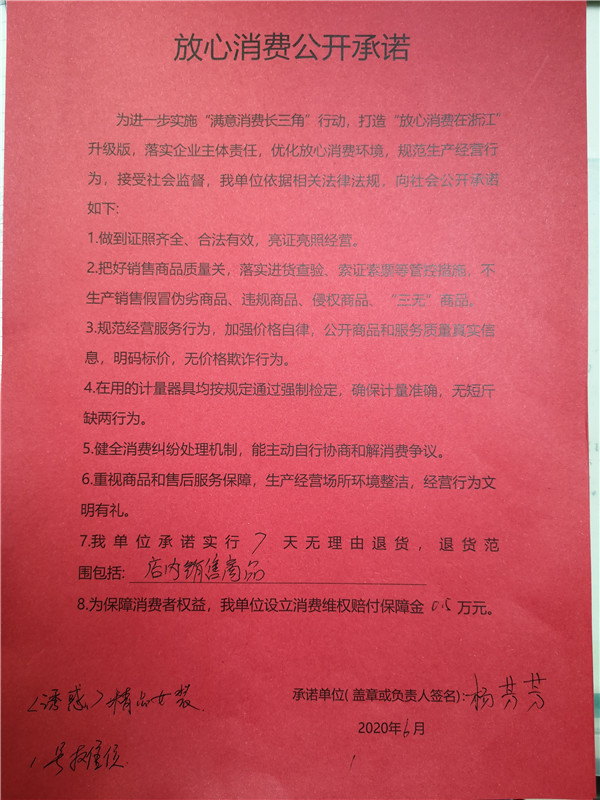 放心消费公开承诺
为进一步实施“满意消费长三角”行动，打造“放心消费在浙江”
升级版，落实企业主体责任，优化放心消费环境，规范生产经营行
为，接受社会监督，我单位依据相关法律法规，向社会公开承诺
如下:
1.做到证照齐全、合法有效，亮证亮照经营。
2.把好销售商品质量关，落实进货查验、索证索票等管控措施，不
生产销售假冒伪劣商品、违规商品、侵权商品、“三无”商品。
3.规范经营服务行为，加强价格自律，公开商品和服务质量真实信
息，明码标价，无价格欺诈行为。
4.在用的计量器具均按规定通过强制检定，确保计量准确，无短斤
缺两行为。
5.健全消费纠纷处理机制，能主动自行协商和解消费争议。
6.重视商品和售后服务保障，生产经营场所环境整洁，经营行为文
明有礼。
7.我单位承诺实行 7 天无理由退货，退货范
围包括: 店内销售商品
8.为保障消费者权益，我单位设立消费维权赔付保障金 0.5 万元。
承诺单位(盖章或负责人签名): 杨芬芬
〈诱惑〉精品女装
2020年6月
1号摊位